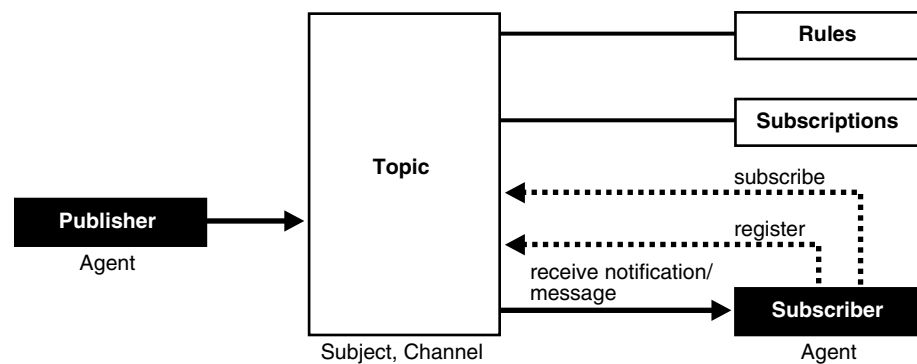 Rules
Subscriptions
Topic
subscribe
Publisher
register
Agent
receive notification/
message
Subscriber
Subject, Channel
Agent